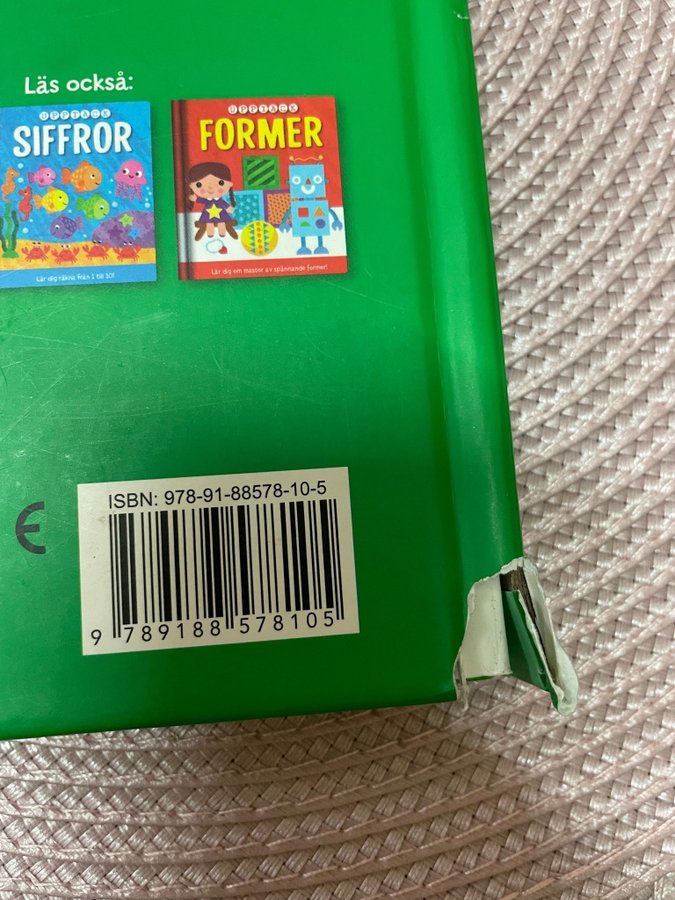 Läs också:
UPPTÄCK
SIFFROR
Lär dig räkna från 1 till 10!
UPPTÄCK
FORMER
Lär dig om massor av spännande former!
ISBN: 978-91-88578-10-5
9 789188 578105